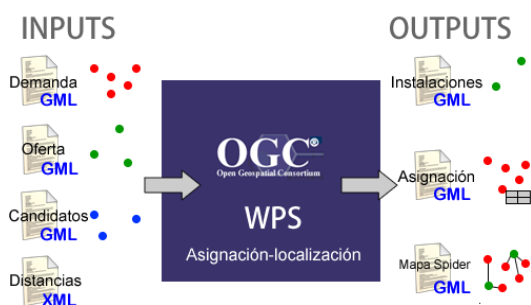 INPUTS
Demanda
GML
Oferta
GML
Candidatos
GML
Distancias
XML
OGC®
Open Geospatial Consortium
WPS
Asignación-localización
OUTPUTS
Instalaciones
GML
Asignación
GML
Mapa Spider
GML